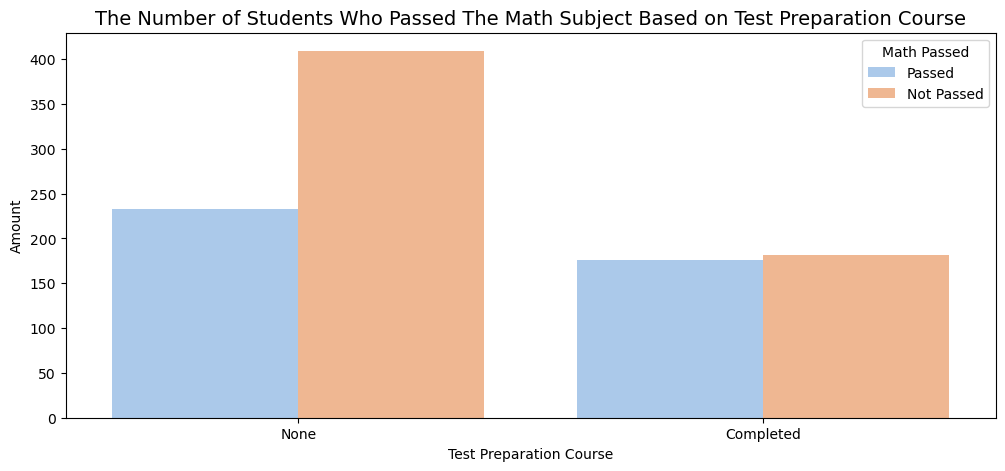 The Number of Students Who Passed The Math Subject Based on Test Preparation Course
Math Passed
Passed
Not Passed
Amount
400
350
300
250
200
150
100
50
0
None
Completed
Test Preparation Course